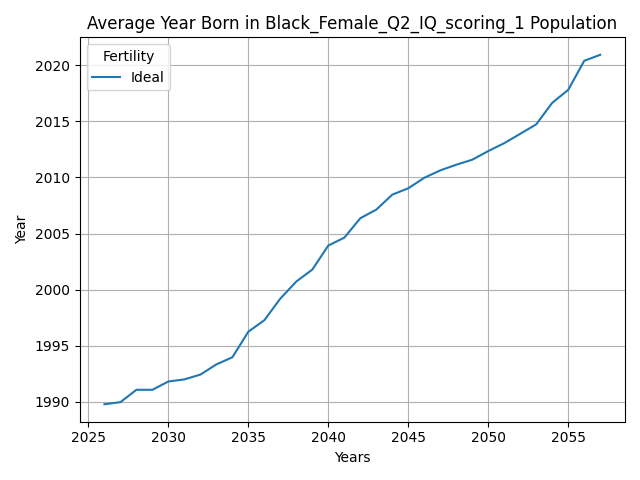 Average Year Born in Black_Female_Q2_IQ_scoring_1 Population
Fertility
Ideal
Year
2020
2015
2010
2005
2000
1995
1990
2025 2030 2035 2040 2045 2050 2055
Years